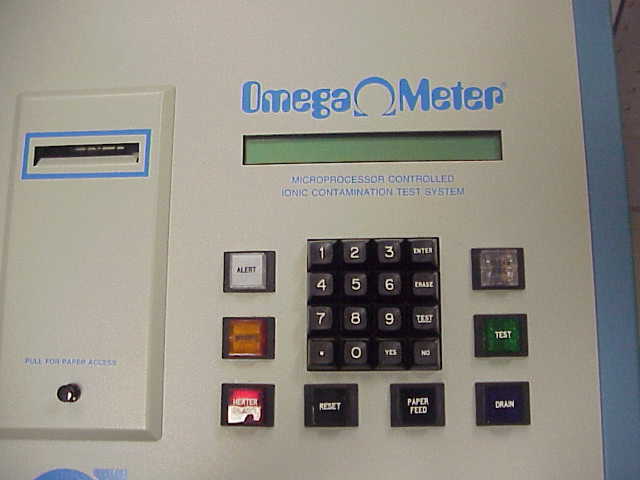 Omega Ω Meter®
MICROPROCESSOR CONTROLLED
IONIC CONTAMINATION TEST SYSTEM
1 2 3 ENTER
ALERT
4 5 6 ERASE
7 8 9 TEST
TEST
PULL FOR PAPER ACCESS
* 0 YES NO
HEATER
RESET
PAPER
FEED
DRAIN